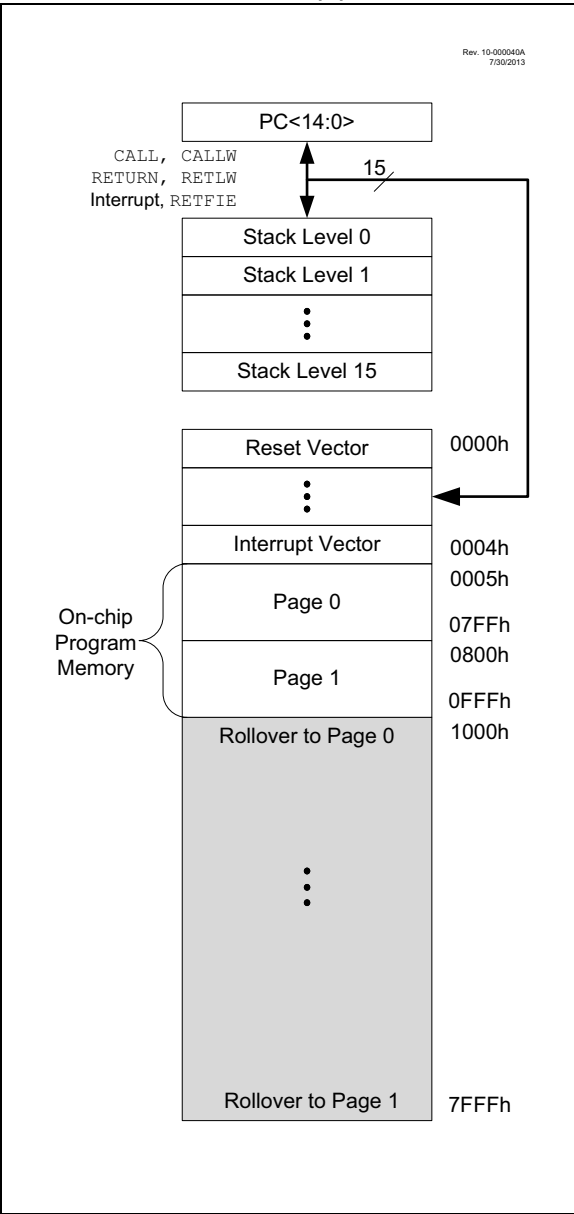 Rev. 10-000040A
7/30/2013
PC<14:0>
CALL, CALLW
RETURN, RETLW
Interrupt, RETFIE
15
Stack Level 0
Stack Level 1
Stack Level 15
Reset Vector
0000h
Interrupt Vector
0004h
0005h
Page 0
On-chip
Program
Memory
07FFh
0800h
Page 1
0FFFh
Rollover to Page 0
1000h
Rollover to Page 1
7FFFh